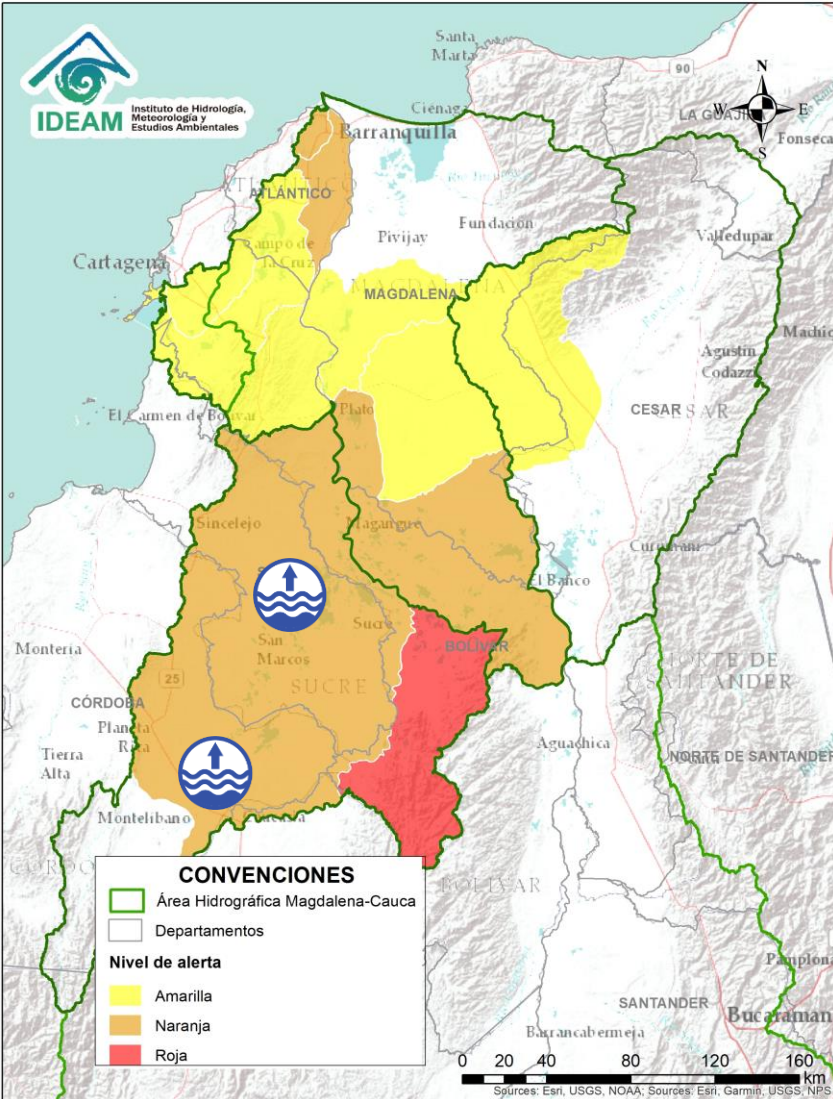 IDEAM
Instituto de Hidrología,
Meteorología y
Estudios Ambientales
Santa
Marta
90
N
W
E
S
Ciénaga
LA GUAJIRA
Barranquilla
Fonseca
ATLÁNTICO
Fundación
Pivijay
Valledupar
Campo de
la Cruz
Cartagena
MAGDALENA
MAGDALENA
Agustín
Codazzi
El Carmen de Bolívar
Plato
CESAR
CESAR
Sincelejo
Magangue
El Banco
Sucre
San
Marcos
BOLÍVAR
Montería
25
SUCRE
NORTE DE
SANTANDER
CÓRDOBA
Planeta
Rica
Tierra
Alta
Aguachica
NORTE DE SANTANDER
Montelibano
BOLÍVAR
CONVENCIONES
Área Hidrográfica Magdalena-Cauca
Departamentos
Nivel de alerta
Amarilla
Naranja
Roja
Pamplona
SANTANDER
Barrancabermeja
0 20 40 80 120 160
km
Sources: Esri, USGS, NOAA; Sources: Esri, Garmin, USGS, NPS